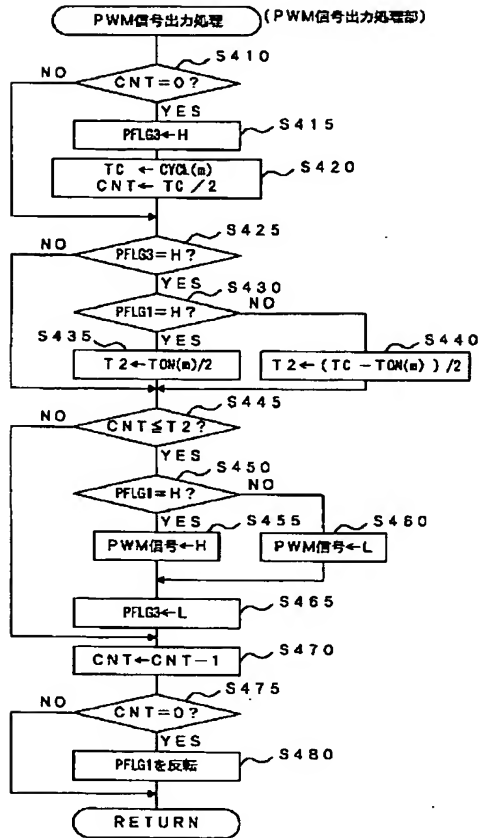 PWM信号出力処理 (PWM信号出力処理部)
S410
NO CNT=0?
YES
S415
PFLG3←H
S420
TC ←CYCL(m)
CNT← TC /2
S425
NO PFLG3=H?
YES S430
PFLG1=H? NO
S435 YES S440
T2←TON(m)/2 T2←(TC-TON(m))/2
S445
NO CNT≦T2?
YES
S450
PFLG1=H? NO
YES S455 S460
PWM信号←H PWM信号←L
S465
PFLG3←L
S470
CNT←CNT-1
S475
NO CNT=0?
YES
S480
PFLG1を反転
RETURN